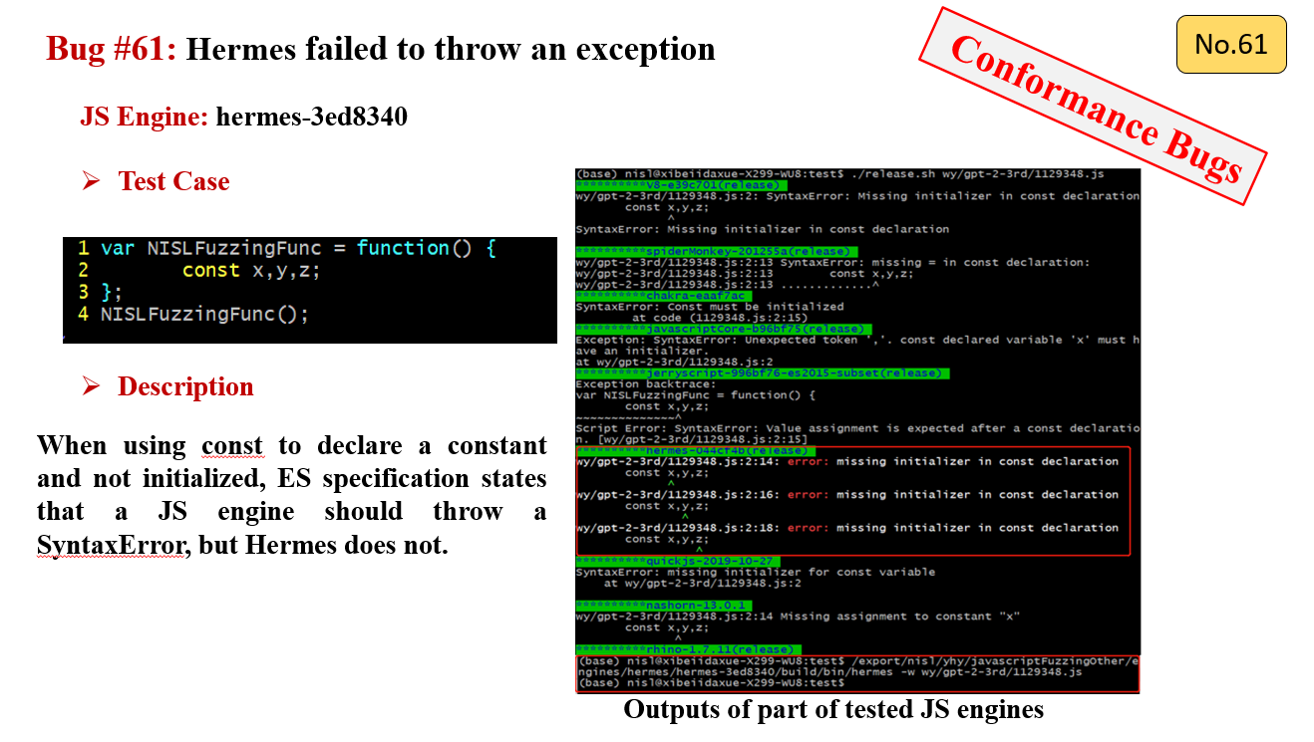 Bug #61: Hermes failed to throw an exception
No.61
Conformance Bugs
JS Engine: hermes-3ed8340
Test Case
1 var NISLFuzzingFunc = function() {
2 const x,y,z;
3 };
4 NISLFuzzingFunc();
Description
When using const to declare a constant
and not initialized, ES specification states
that a JS engine should throw a
SyntaxError, but Hermes does not.
(base) nisl@xibeiidaxue-X299-WU8:test$ ./release.sh wy/gpt-2-3rd/1129348.js
**********V8-e39c701(release)
wy/gpt-2-3rd/1129348.js:2: SyntaxError: Missing initializer in const declaration
const x,y,z;
^
SyntaxError: Missing initializer in const declaration
**********spiderMonkey-201255a(release)
wy/gpt-2-3rd/1129348.js:2:13 SyntaxError: missing = in const declaration:
wy/gpt-2-3rd/1129348.js:2:13 const x,y,z;
wy/gpt-2-3rd/1129348.js:2:13 .............^
**********chakra-eaaf7ac
SyntaxError: Const must be initialized
at code (1129348.js:2:15)
**********javascriptCore-b96bf75(release)
Exception: SyntaxError: Unexpected token ','. const declared variable 'x' must h
ave an initializer.
at wy/gpt-2-3rd/1129348.js:2
**********jerryscript-996bf76-es2015-subset(release)
Exception backtrace:
var NISLFuzzingFunc = function() {
const x,y,z;
~~~~~~~~~~~~~~^
Script Error: SyntaxError: Value assignment is expected after a const declaratio
n. [wy/gpt-2-3rd/1129348.js:2:15]
**********hermes-044cf4b(release)
wy/gpt-2-3rd/1129348.js:2:14: error: missing initializer in const declaration
const x,y,z;
^
wy/gpt-2-3rd/1129348.js:2:16: error: missing initializer in const declaration
const x,y,z;
^
wy/gpt-2-3rd/1129348.js:2:18: error: missing initializer in const declaration
const x,y,z;
^
**********quickjs-2019-10-27
SyntaxError: missing initializer for const variable
at wy/gpt-2-3rd/1129348.js:2
**********nashorn-13.0.1
wy/gpt-2-3rd/1129348.js:2:14 Missing assignment to constant "x"
const x,y,z;
^
**********rhino-1.7.11(release)
(base) nisl@xibeiidaxue-X299-WU8:test$ /export/nisl/yhy/javascriptFuzzingOther/e
ngines/hermes/hermes-3ed8340/build/bin/hermes -w wy/gpt-2-3rd/1129348.js
(base) nisl@xibeiidaxue-X299-WU8:test$
Outputs of part of tested JS engines